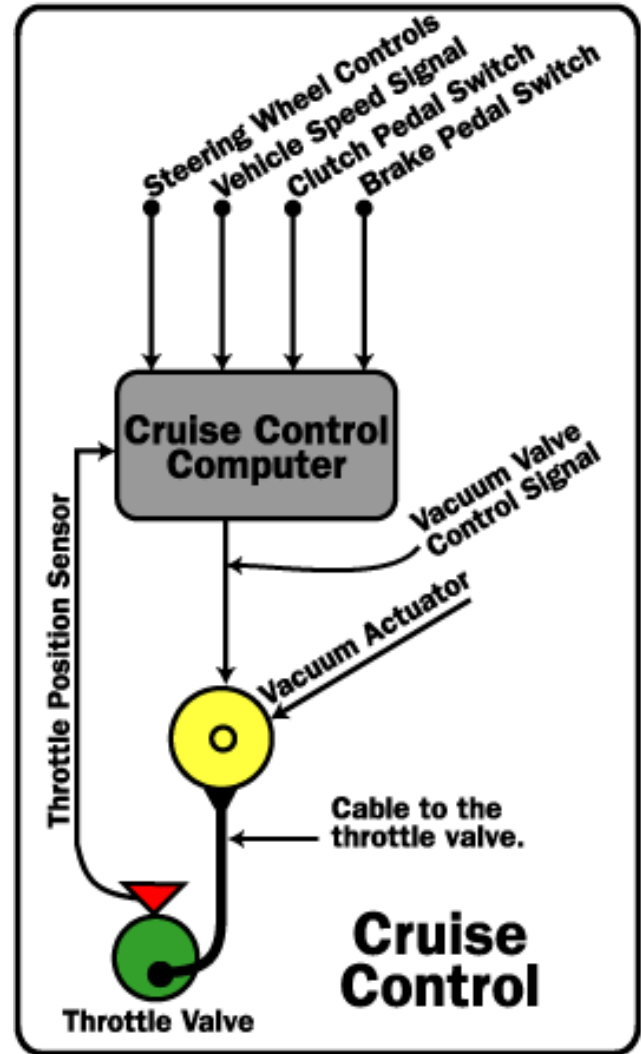 Steering Wheel Controls
Vehicle Speed Signal
Clutch Pedal Switch
Brake Pedal Switch
Cruise Control
Computer
Vacuum Valve
Control Signal
Throttle Position Sensor
Vacuum Actuator
Cable to the
throttle valve.
Cruise
Control
Throttle Valve